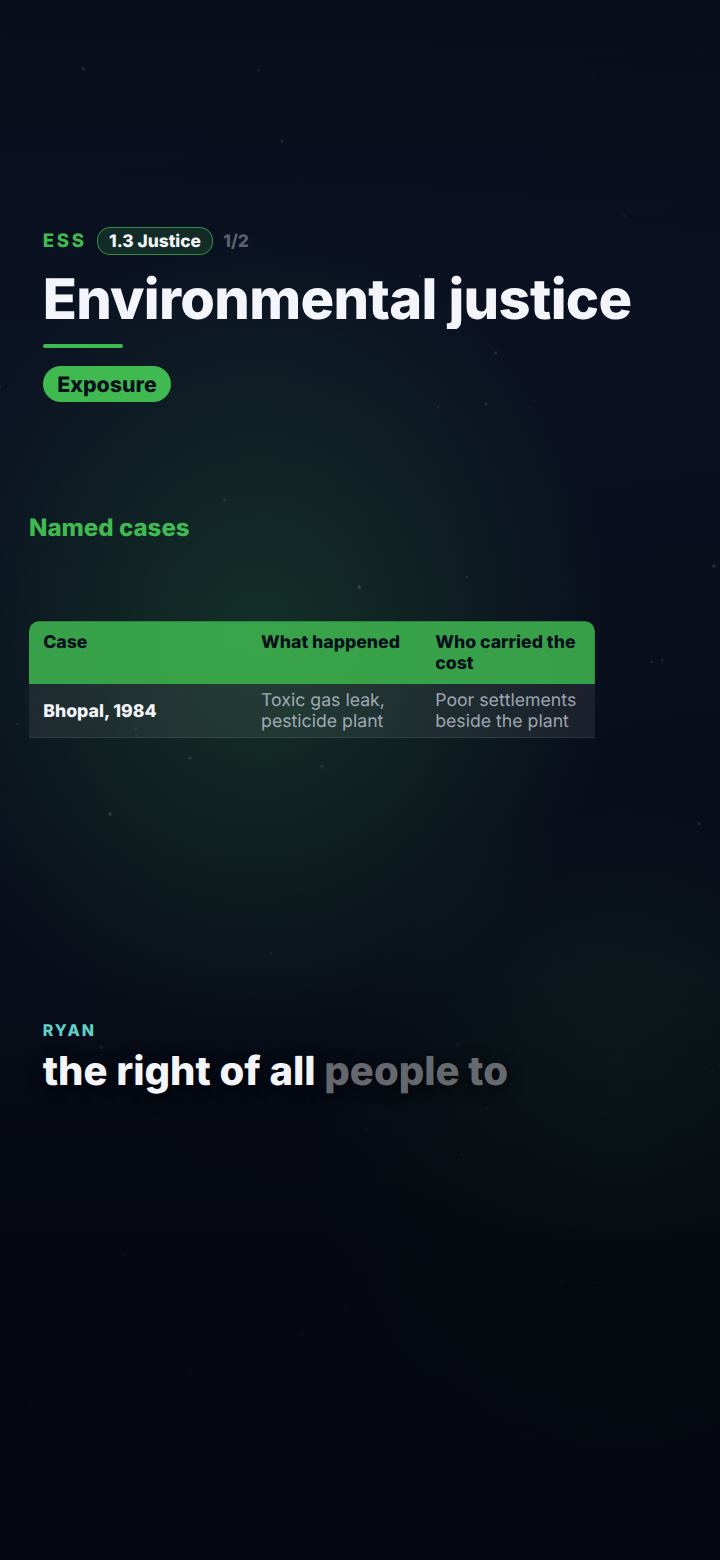 ESS 1.3 Justice 1/2
Environmental justice
Exposure
Named cases
Case What happened Who carried the cost
Bhopal, 1984 Toxic gas leak, pesticide plant Poor settlements beside the plant
RYAN
the right of all people to